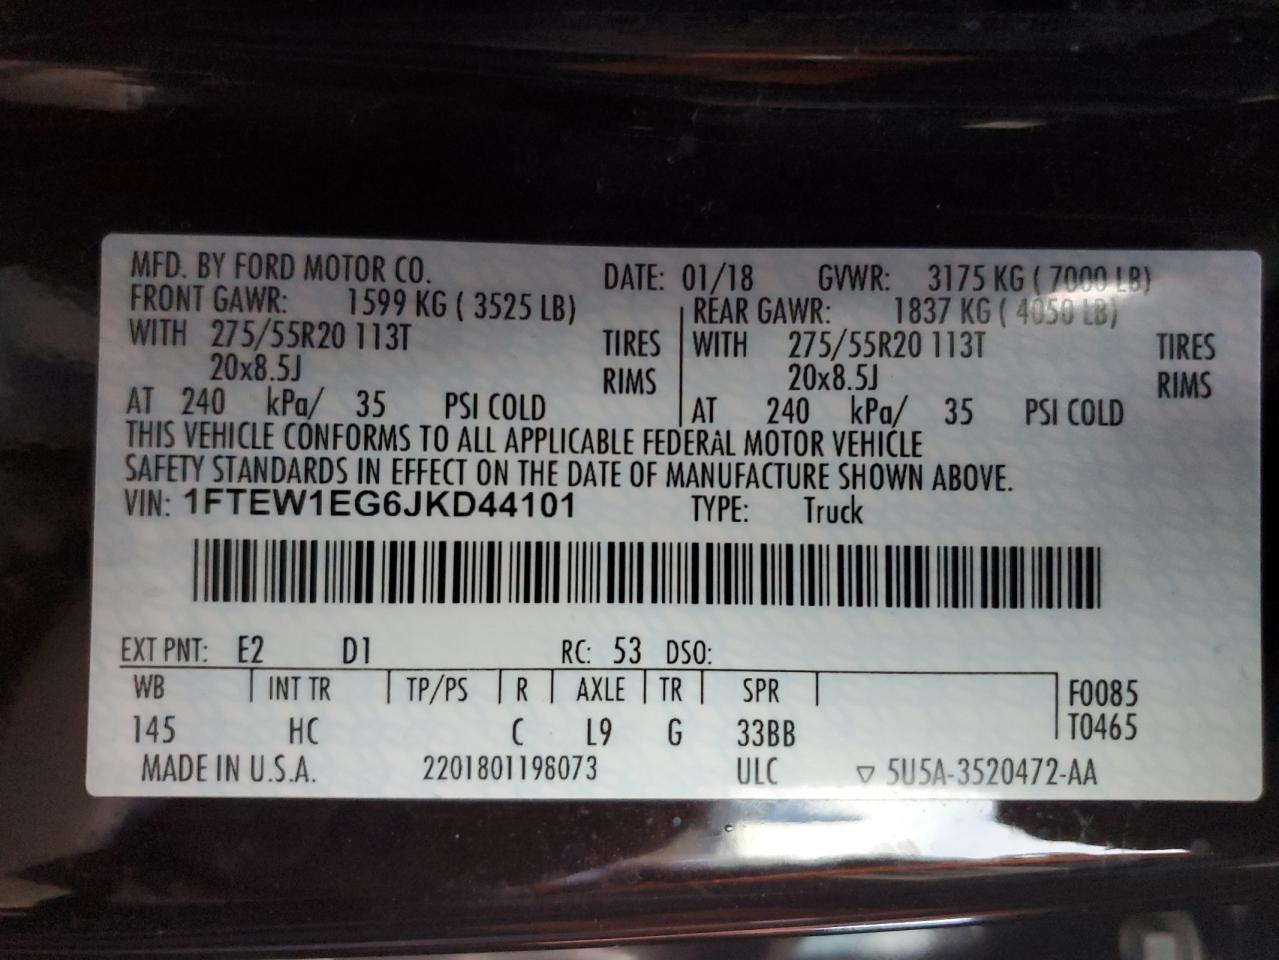 MFD. BY FORD MOTOR CO. DATE: 01/18 GVWR: 3175 KG ( 7000 LB)
FRONT GAWR: 1599 KG ( 3525 LB) REAR GAWR: 1837 KG ( 4050 LB)
WITH 275/55R20 113T TIRES WITH 275/55R20 113T TIRES
20x8.5J RIMS 20x8.5J RIMS
AT 240 kPa/ 35 PSI COLD AT 240 kPa/ 35 PSI COLD
THIS VEHICLE CONFORMS TO ALL APPLICABLE FEDERAL MOTOR VEHICLE
SAFETY STANDARDS IN EFFECT ON THE DATE OF MANUFACTURE SHOWN ABOVE.
VIN: 1FTEW1EG6JKD44101 TYPE: Truck
EXT PNT: E2 D1 RC: 53 DSO:
WB INT TR TP/PS R AXLE TR SPR F0085
145 HC C L9 G 33BB T0465
MADE IN U.S.A. 2201801198073 ULC ▽ 5U5A-3520472-AA